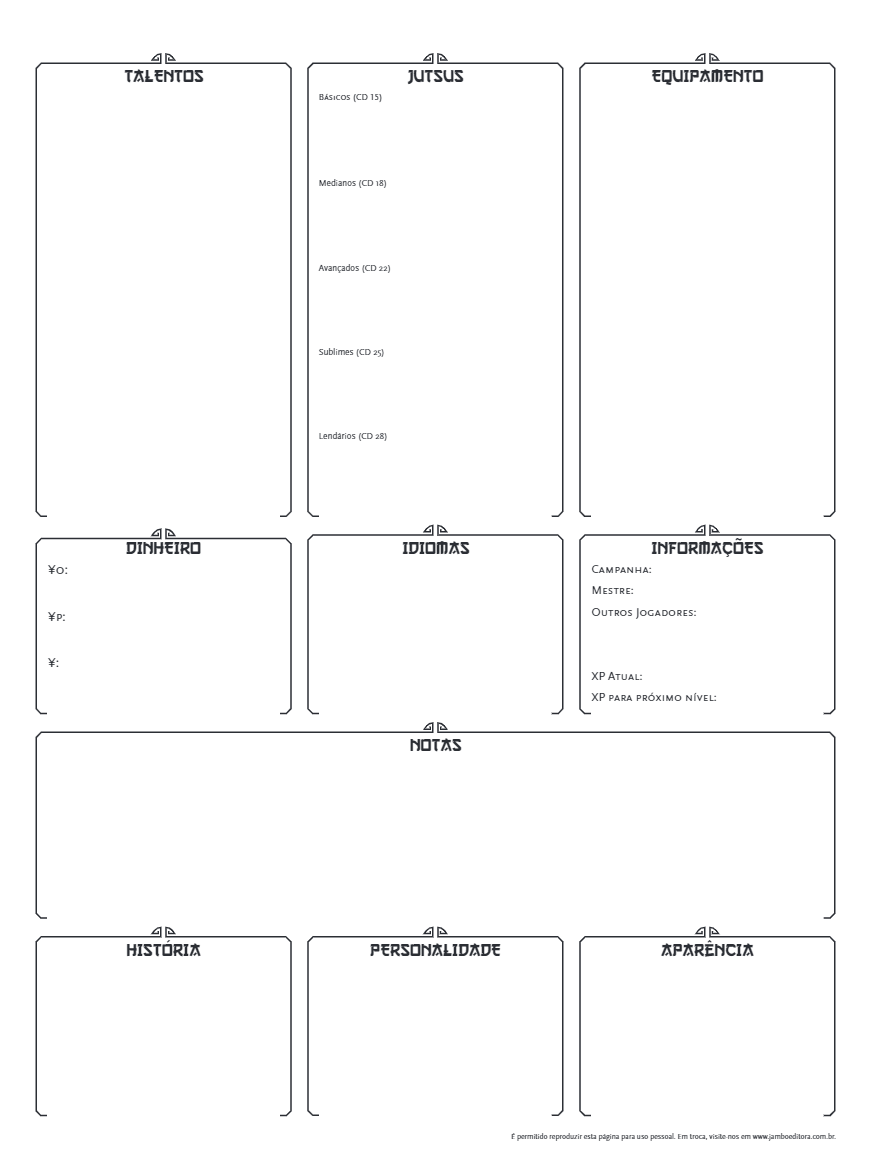 TALENTOS
JUTSUS
Básicos (CD 15)
Medianos (CD 18)
Avançados (CD 22)
Sublimes (CD 25)
Lendários (CD 28)
EQUIPAMENTO
DINHEIRO
¥O:
¥P:
¥:
IDIOMAS
INFORMAÇÕES
Campanha:
Mestre:
Outros Jogadores:
XP Atual:
XP para próximo nível:
NOTAS
HISTÓRIA
PERSONALIDADE
APARÊNCIA
É permitido reproduzir esta página para uso pessoal. Em troca, visite-nos em www.jamboeditora.com.br.